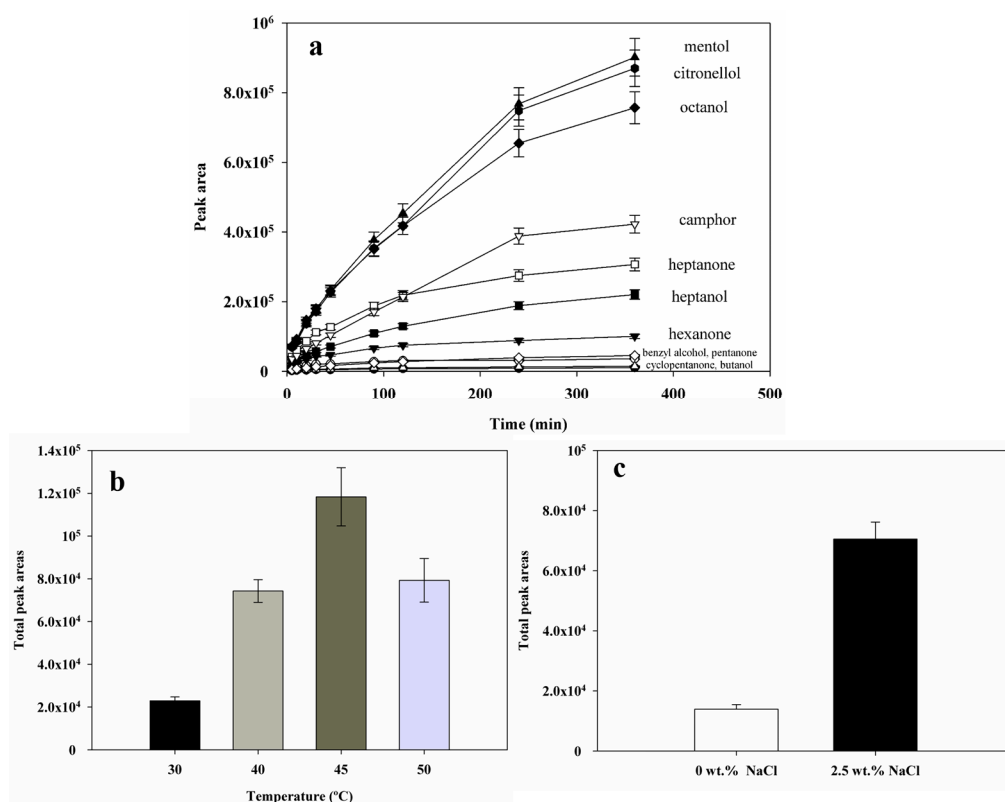 a
10⁶
8.0x10⁵
6.0x10⁵
4.0x10⁵
2.0x10⁵
0
Peak area
mentol
citronellol
octanol
camphor
heptanone
heptanol
hexanone
benzyl alcohol, pentanone
cyclopentanone, butanol
0 100 200 300 400 500
Time (min)
b
1.4x10⁵
1.2x10⁵
10⁵
8.0x10⁴
6.0x10⁴
4.0x10⁴
2.0x10⁴
0
Total peak areas
30 40 45 50
Temperature (ºC)
c
10⁵
8.0x10⁴
6.0x10⁴
4.0x10⁴
2.0x10⁴
0
Total peak areas
0 wt.% NaCl 2.5 wt.% NaCl